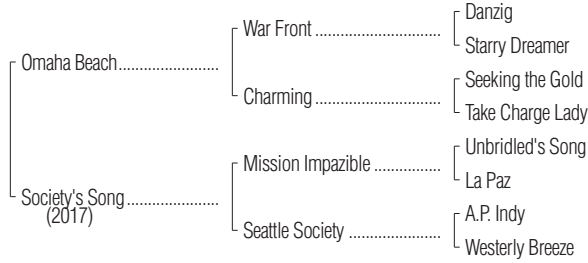 Danzig
War Front ................................
Starry Dreamer
Omaha Beach..........................
Seeking the Gold
Charming ................................
Take Charge Lady
Unbridled's Song
Mission Impazible .................
La Paz
Society's Song ........................
(2017)
A.P. Indy
Seattle Society .......................
Westerly Breeze